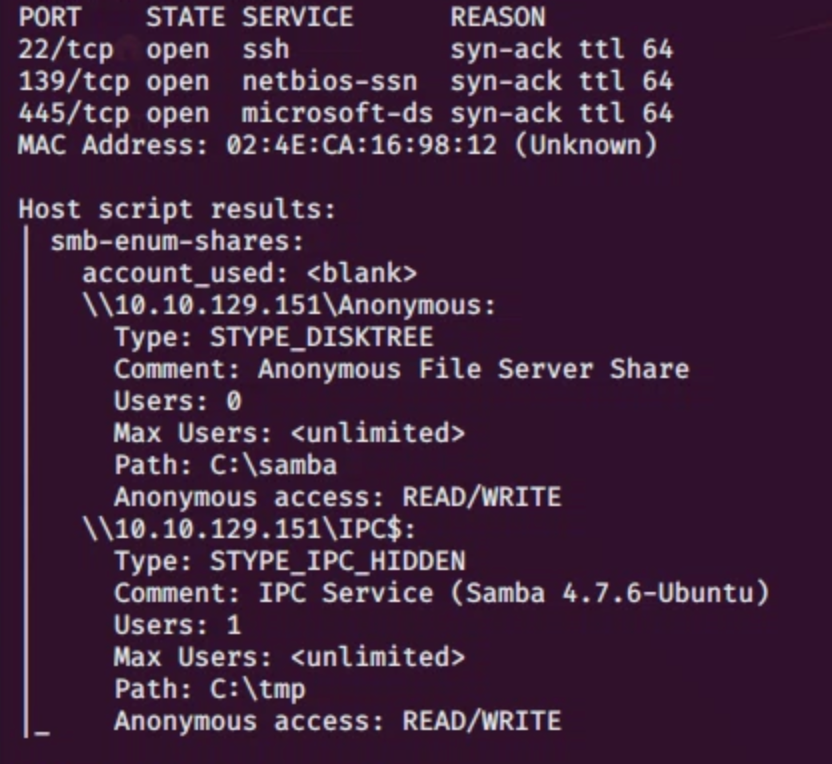 PORT    STATE SERVICE      REASON
22/tcp  open  ssh          syn-ack ttl 64
139/tcp open  netbios-ssn  syn-ack ttl 64
445/tcp open  microsoft-ds syn-ack ttl 64
MAC Address: 02:4E:CA:16:98:12 (Unknown)

Host script results:
| smb-enum-shares:
|   account_used: <blank>
|   \\10.10.129.151\Anonymous:
|     Type: STYPE_DISKTREE
|     Comment: Anonymous File Server Share
|     Users: 0
|     Max Users: <unlimited>
|     Path: C:\samba
|     Anonymous access: READ/WRITE
|   \\10.10.129.151\IPC$:
|     Type: STYPE_IPC_HIDDEN
|     Comment: IPC Service (Samba 4.7.6-Ubuntu)
|     Users: 1
|     Max Users: <unlimited>
|     Path: C:\tmp
|_    Anonymous access: READ/WRITE